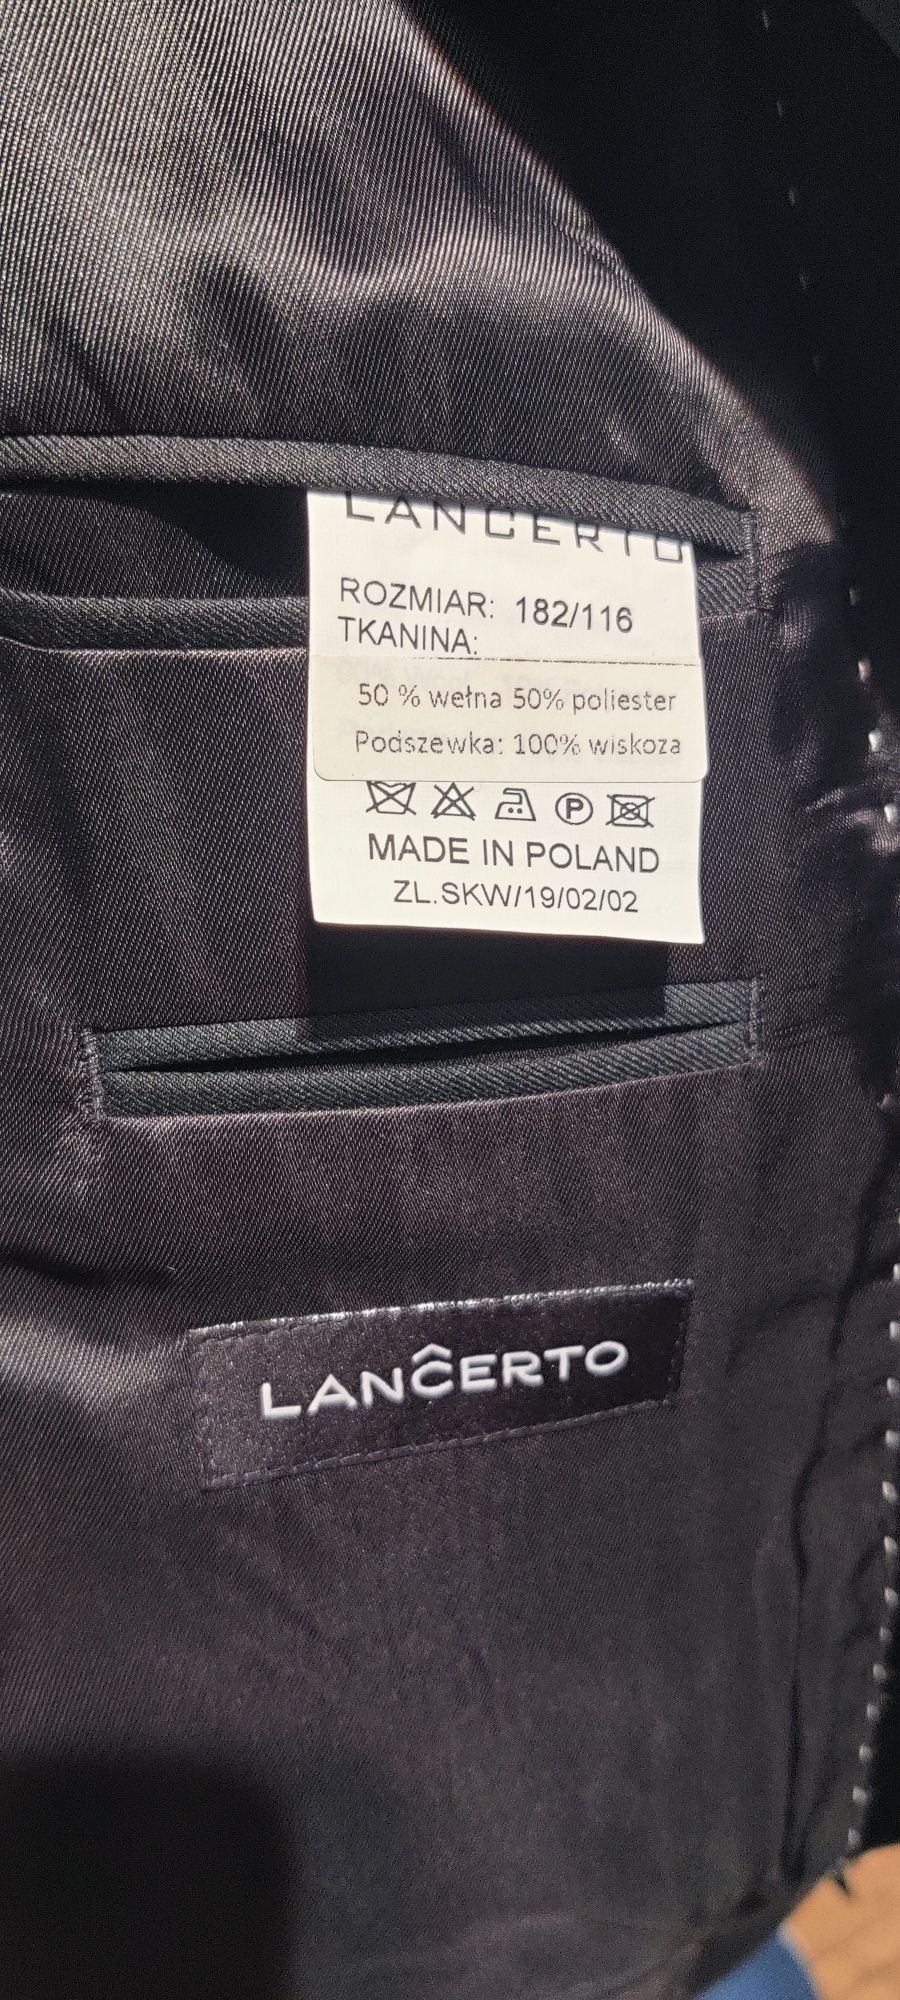 LANCERTO
ROZMIAR: 182/116
TKANINA:
50 % wełna 50% poliester
Podszewka: 100% wiskoza
P
MADE IN POLAND
ZL.SKW/19/02/02
LANĈERTO